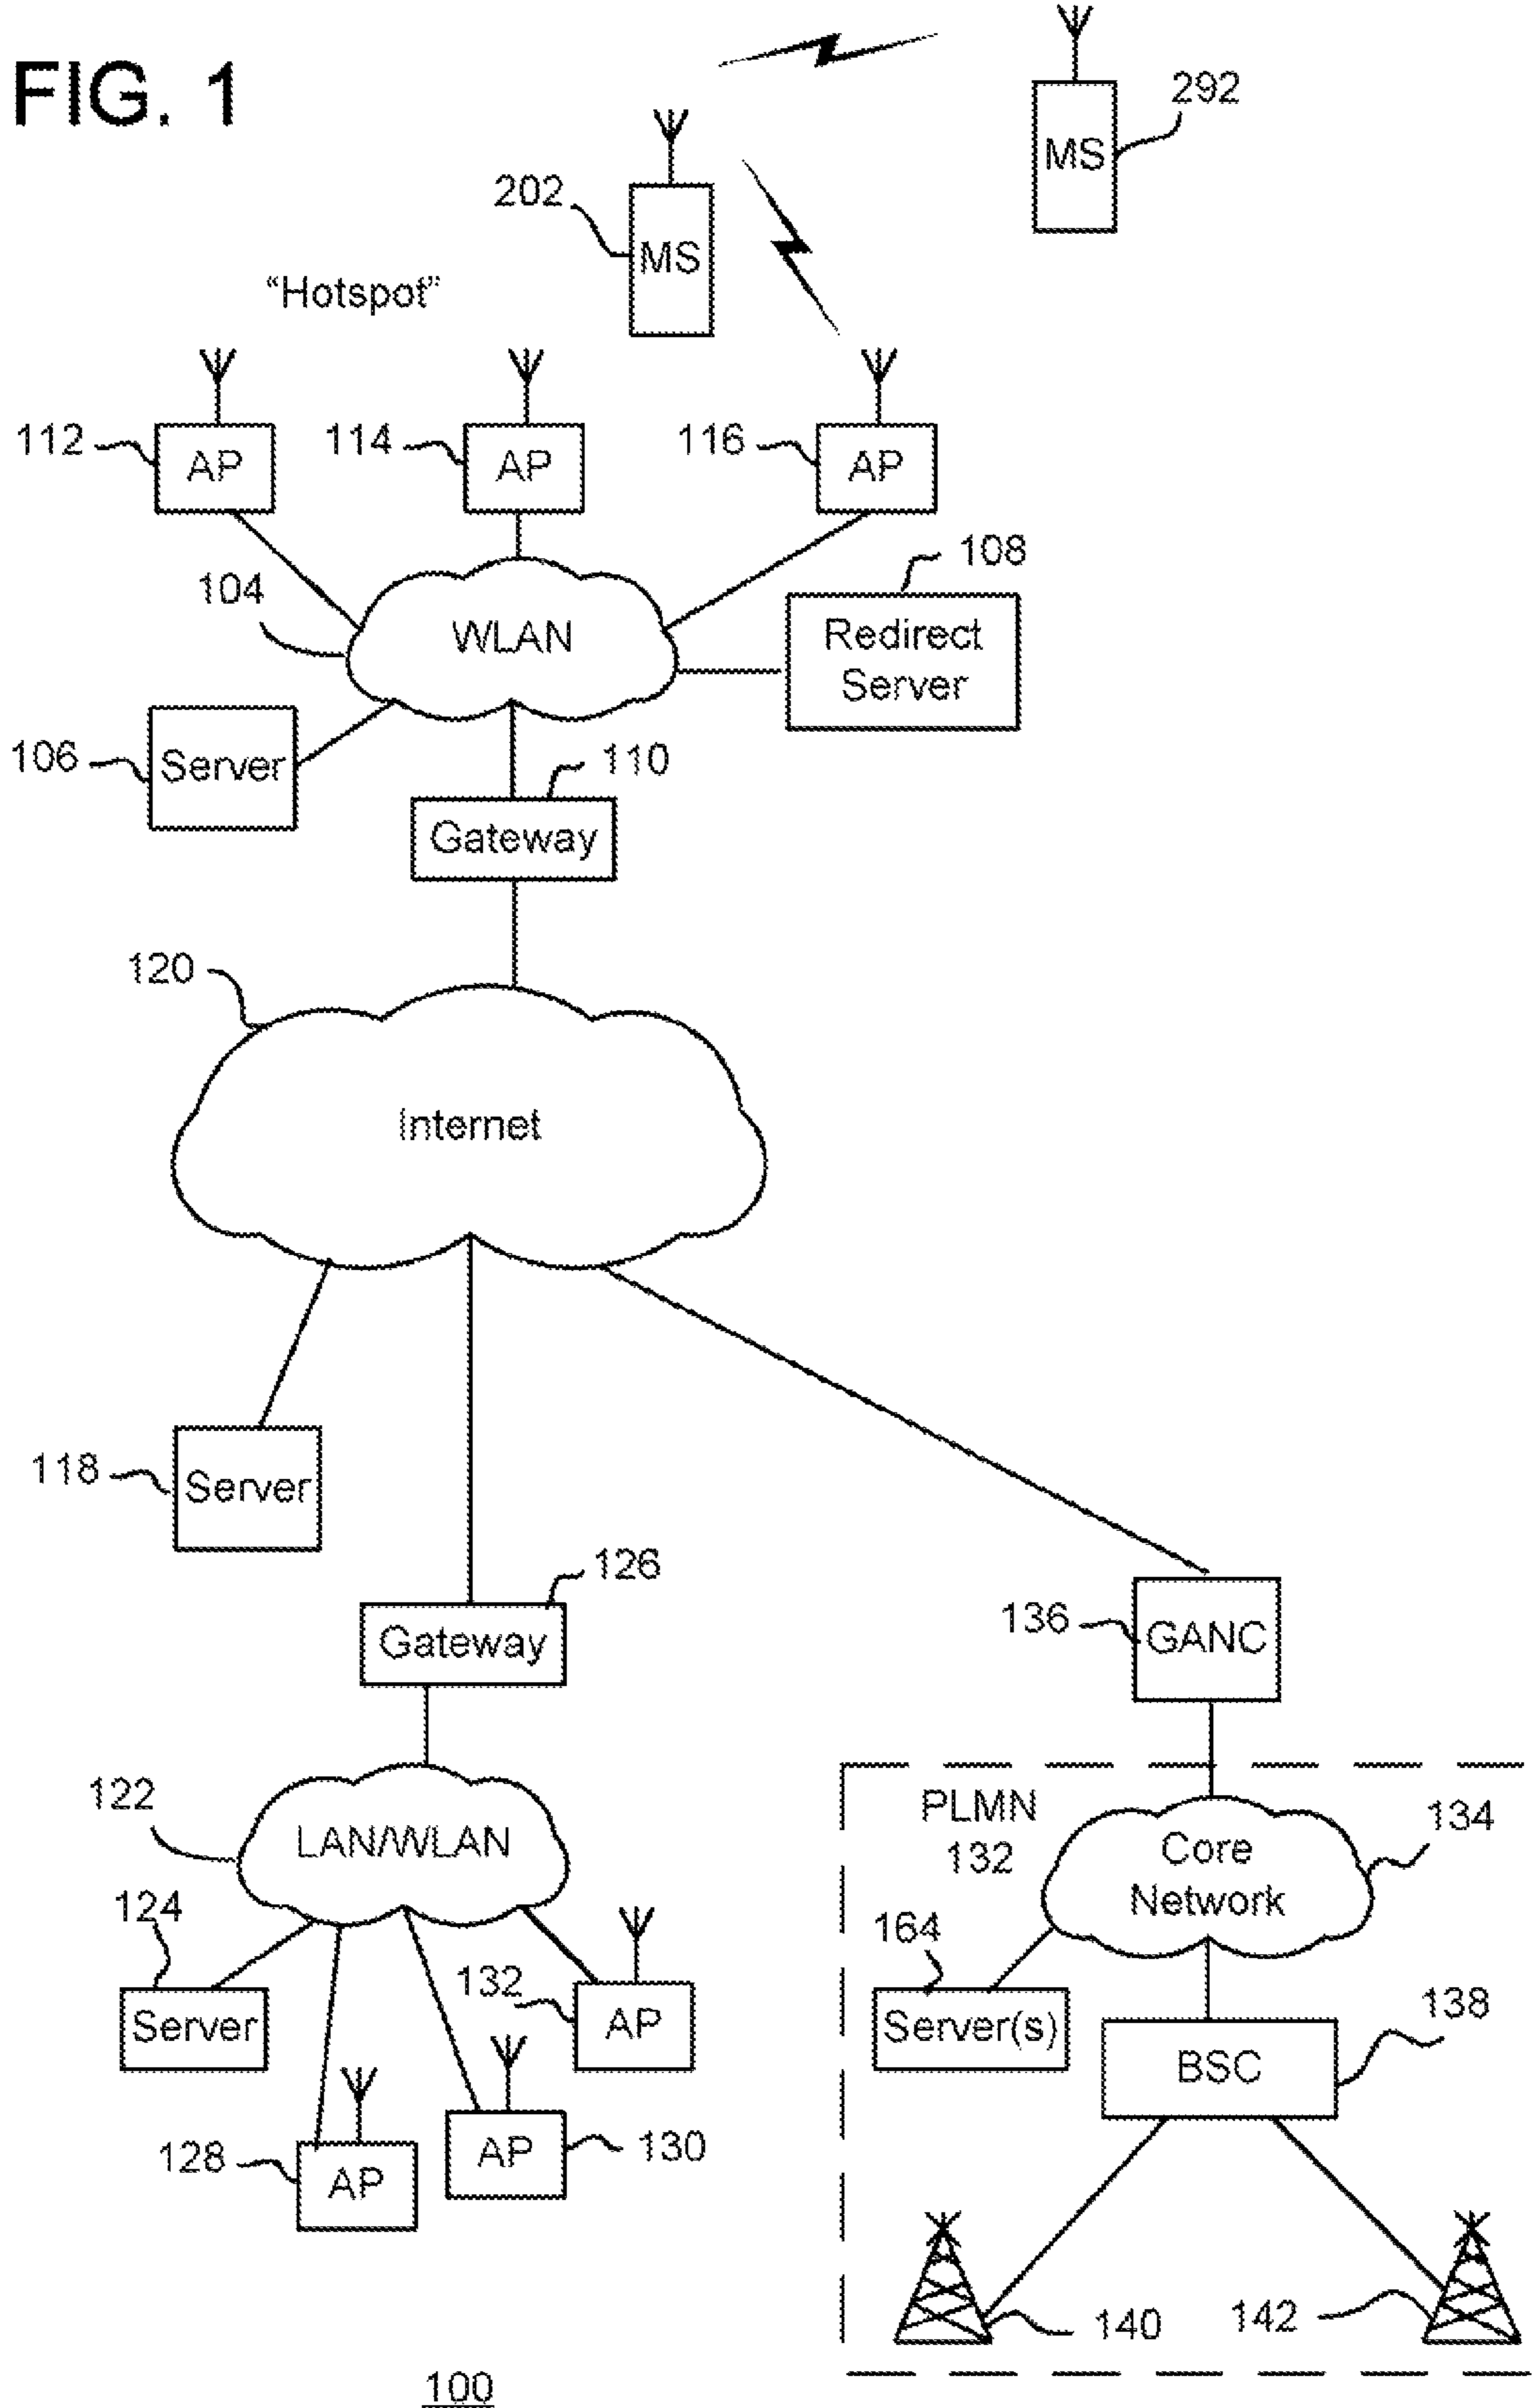 FIG. 1
292
MS
202
MS
“Hotspot”
112
AP
114
AP
116
AP
108
104
WLAN
Redirect
Server
106
Server
110
Gateway
120
Internet
118
Server
126
Gateway
136
GANC
122
LAN/WLAN
PLMN
132
Core
Network
134
124
Server
132
AP
164
Server(s)
138
BSC
128
AP
AP
130
140
142
100